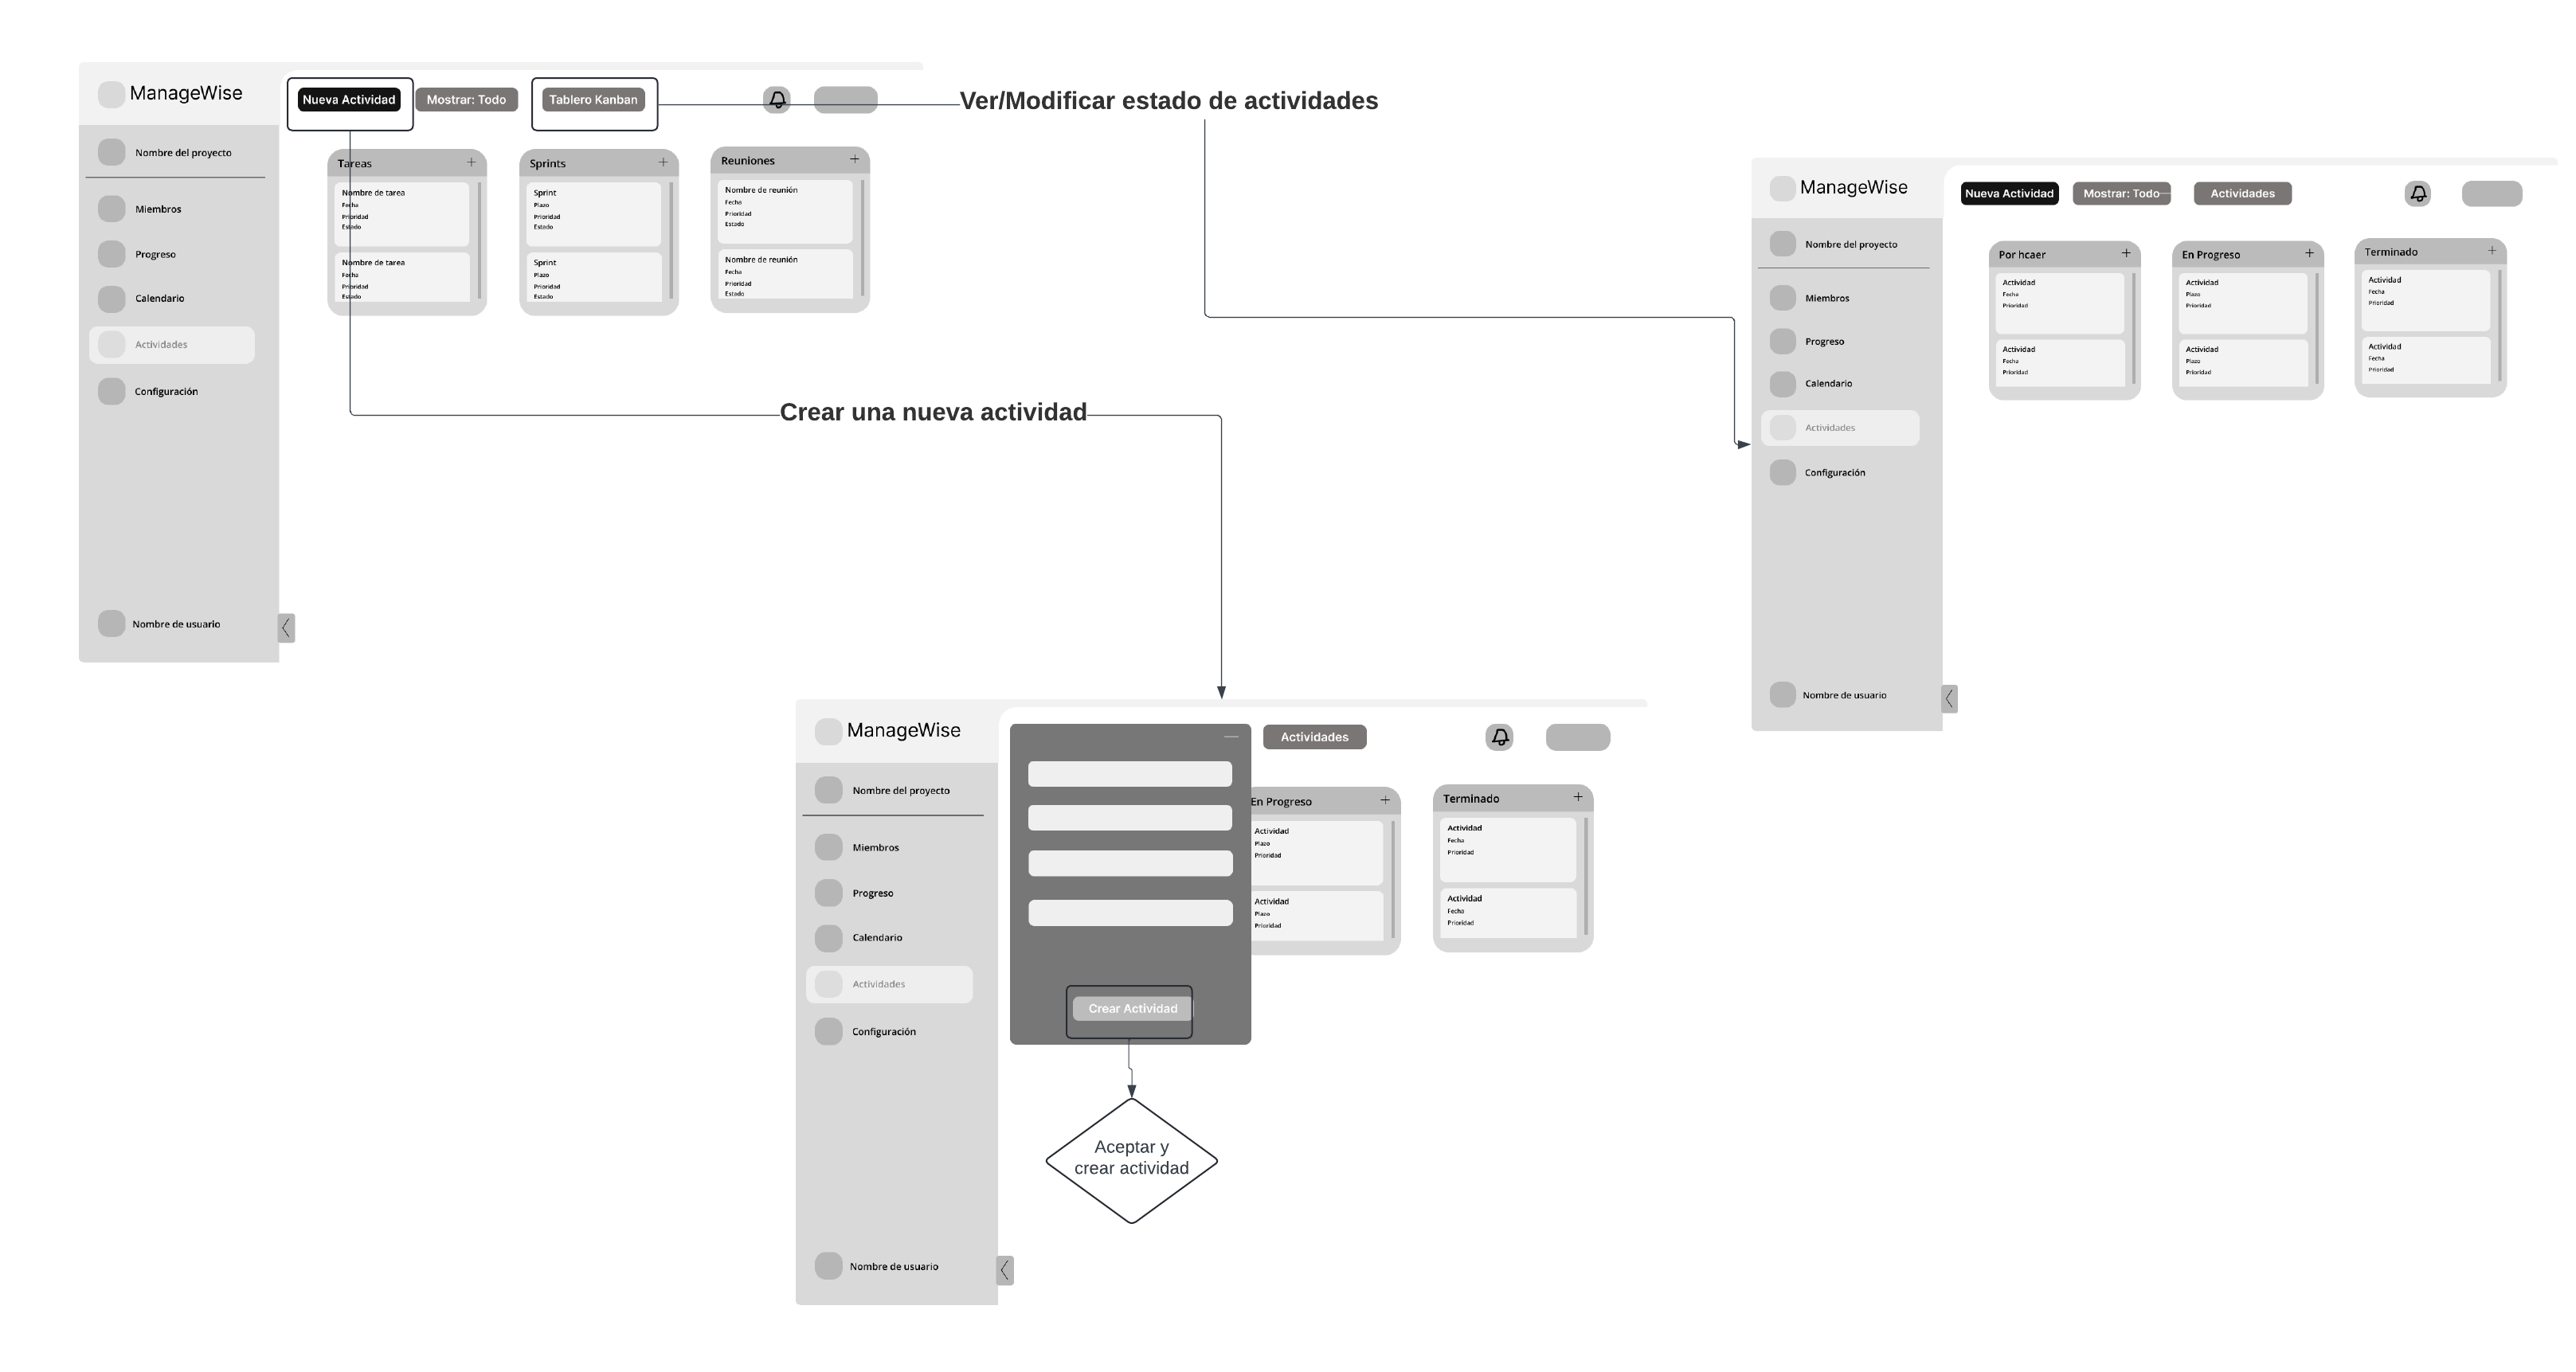 ManageWise
Nueva Actividad
Mostrar: Todo
Tablero Kanban
Nombre del proyecto
Miembros
Progreso
Calendario
Actividades
Configuración
Nombre de usuario
Tareas
Nombre de tarea
Fecha
Prioridad
Estado
Nombre de tarea
Fecha
Prioridad
Estado
Sprints
Sprint
Plazo
Prioridad
Estado
Sprint
Plazo
Prioridad
Estado
Reuniones
Nombre de reunión
Fecha
Prioridad
Estado
Nombre de reunión
Fecha
Prioridad
Estado
Ver/Modificar estado de actividades
Crear una nueva actividad
ManageWise
Nueva Actividad
Mostrar: Todo
Actividades
Nombre del proyecto
Miembros
Progreso
Calendario
Actividades
Configuración
Nombre de usuario
Por hcaer
Actividad
Fecha
Prioridad
Actividad
Fecha
Prioridad
En Progreso
Actividad
Plazo
Prioridad
Actividad
Plazo
Prioridad
Terminado
Actividad
Fecha
Prioridad
Actividad
Fecha
Prioridad
ManageWise
Actividades
Nombre del proyecto
Miembros
Progreso
Calendario
Actividades
Configuración
Nombre de usuario
Crear Actividad
En Progreso
Actividad
Plazo
Prioridad
Actividad
Plazo
Prioridad
Terminado
Actividad
Fecha
Prioridad
Actividad
Fecha
Prioridad
Aceptar y
crear actividad